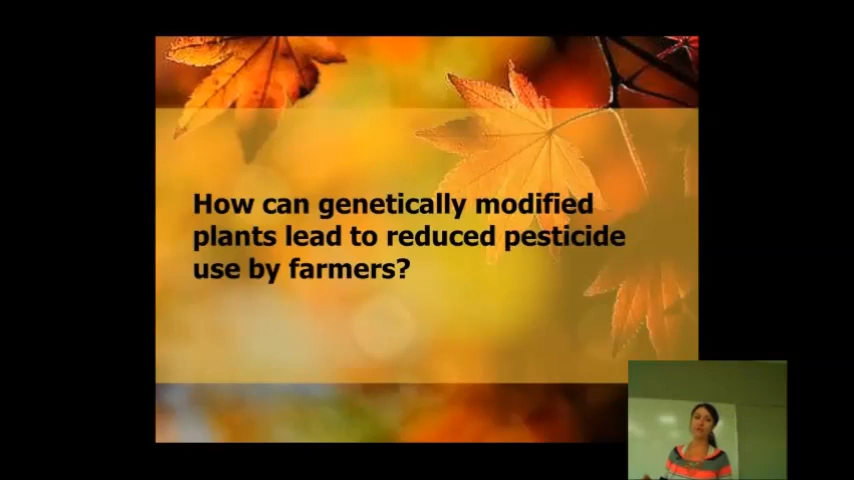 How can genetically modified
plants lead to reduced pesticide
use by farmers?